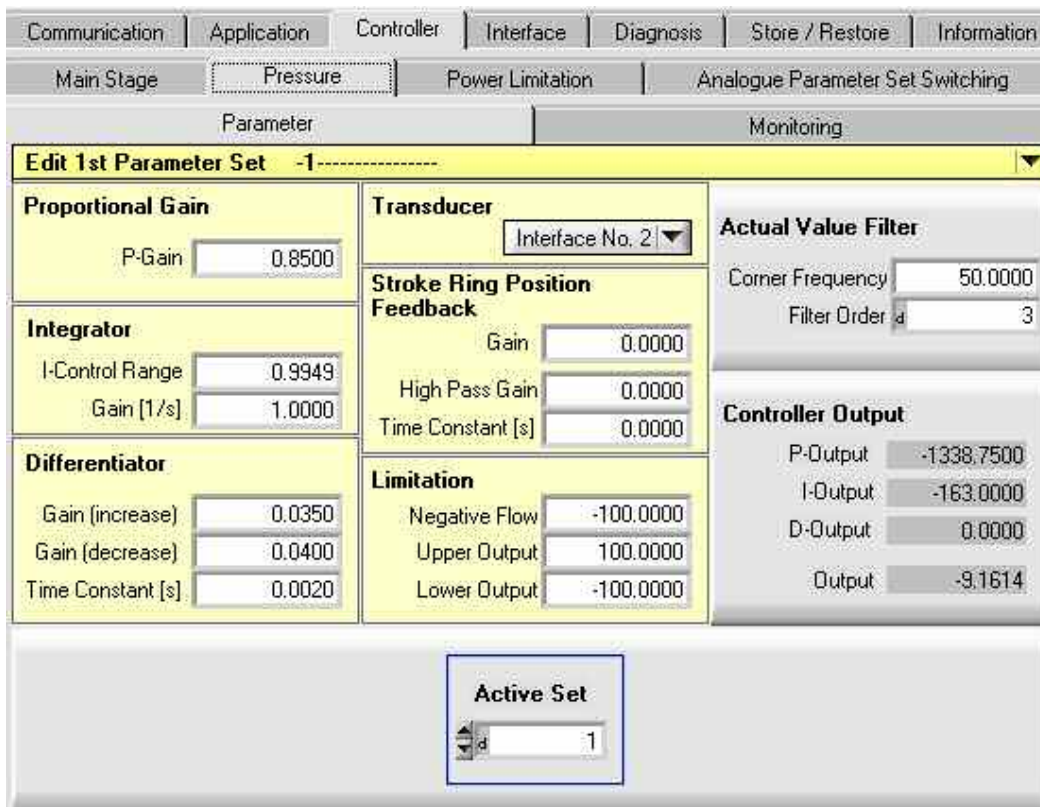 Communication Application Controller Interface Diagnosis Store / Restore Information
Main Stage Pressure Power Limitation Analogue Parameter Set Switching
Parameter Monitoring
Edit 1st Parameter Set -1----------------
Proportional Gain
P-Gain 0.8500
Integrator
I-Control Range 0.9949
Gain [1/s] 1.0000
Differentiator
Gain (increase) 0.0350
Gain (decrease) 0.0400
Time Constant [s] 0.0020
Transducer
Interface No. 2
Stroke Ring Position
Feedback
Gain 0.0000
High Pass Gain 0.0000
Time Constant [s] 0.0000
Limitation
Negative Flow -100.0000
Upper Output 100.0000
Lower Output -100.0000
Actual Value Filter
Corner Frequency 50.0000
Filter Order d 3
Controller Output
P-Output -1338.7500
I-Output -163.0000
D-Output 0.0000
Output -9.1614
Active Set
d 1